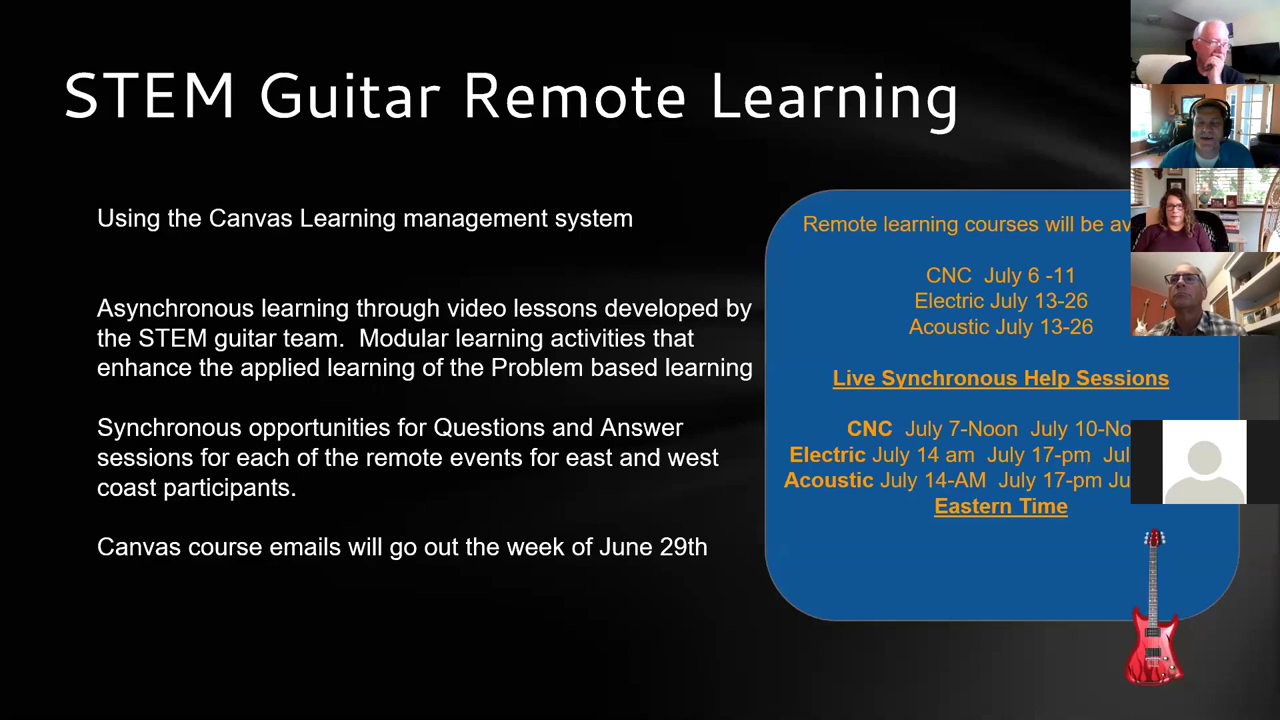 STEM Guitar Remote Learning
Using the Canvas Learning management system
Asynchronous learning through video lessons developed by
the STEM guitar team. Modular learning activities that
enhance the applied learning of the Problem based learning
Synchronous opportunities for Questions and Answer
sessions for each of the remote events for east and west
coast participants.
Canvas course emails will go out the week of June 29th
Remote learning courses will be
CNC July 6 -11
Electric July 13-26
Acoustic July 13-26
Live Synchronous Help Sessions
CNC July 7-Noon July 10-
Electric July 14 am July 17-pm
Acoustic July 14-AM July 17-pm
Eastern Time